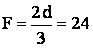 F = 2d/3 = 24